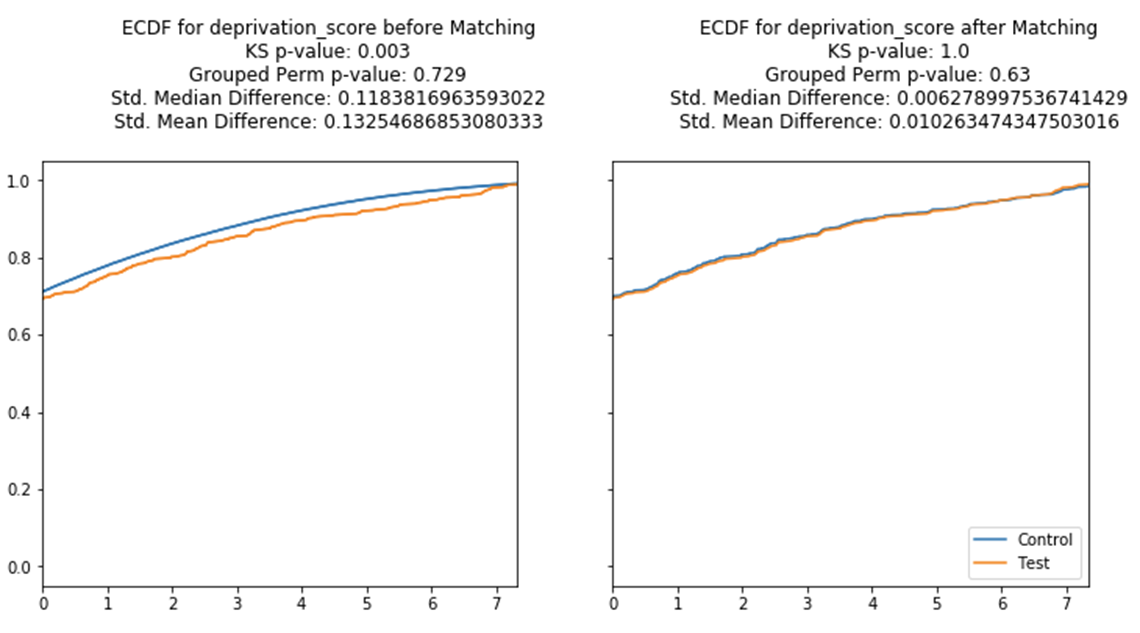 ECDF for deprivation_score before Matching
KS p-value: 0.003
Grouped Perm p-value: 0.729
Std. Median Difference: 0.1183816963593022
Std. Mean Difference: 0.13254686853080333
1.0
0.8
0.6
0.4
0.2
0.0
0 1 2 3 4 5 6 7
ECDF for deprivation_score after Matching
KS p-value: 1.0
Grouped Perm p-value: 0.63
Std. Median Difference: 0.006278997536741429
Std. Mean Difference: 0.010263474347503016
Control
Test
0 1 2 3 4 5 6 7